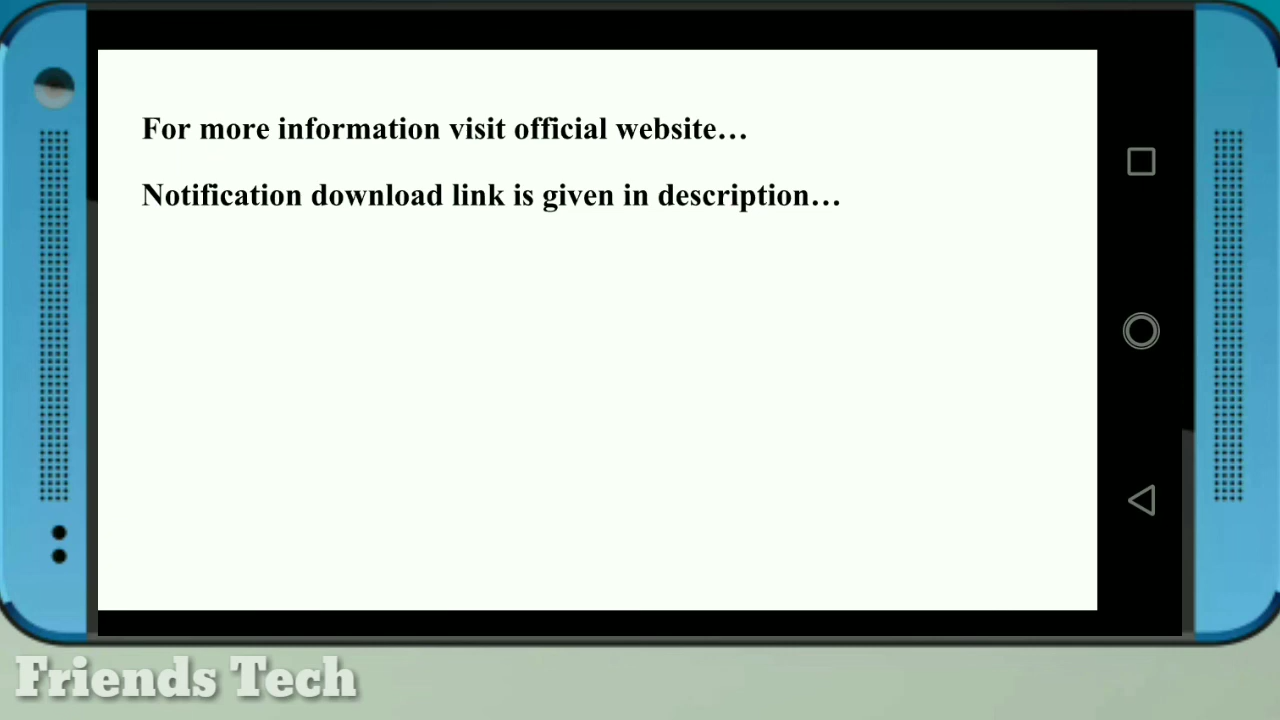 For more information visit official website…
Notification download link is given in description…
Friends Tech